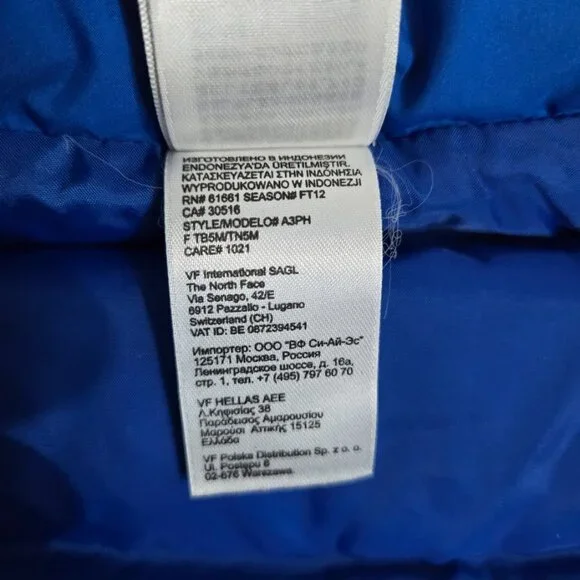 ИЗГОТОВЛЕНО В ИНДОНЕЗИИ
ENDONEZYA'DA ÜRETILMIŞTIR.
ΚΑΤΑΣΚΕΥΑΖΕΤΑΙ ΣΤΗΝ ΙΝΔΟΝΗΣΙΑ
WYPRODUKOWANO W INDONEZJI
RN# 61661 SEASON# FT12
CA# 30516
STYLE/MODELO# A3PH
F TB5M/TN5M
CARE# 1021
VF International SAGL
The North Face
Via Senago, 42/E
6912 Pazzallo - Lugano
Switzerland (CH)
VAT ID: BE 0872394541
Импортер: ООО "ВФ Си-Ай-Эс"
125171 Москва, Россия
Ленинградское шоссе, д. 16а,
стр. 1, тел. +7 (495) 797 60 70
VF HELLAS AEE
Λ.Κηφισίας 38
Παράδεισος Αμαρουσίου
Μαρούσι Αττικής 15125
Ελλάδα
VF Polska Distribution Sp. z o. o.
Ul. Postępu 6
02-676 Warszawa